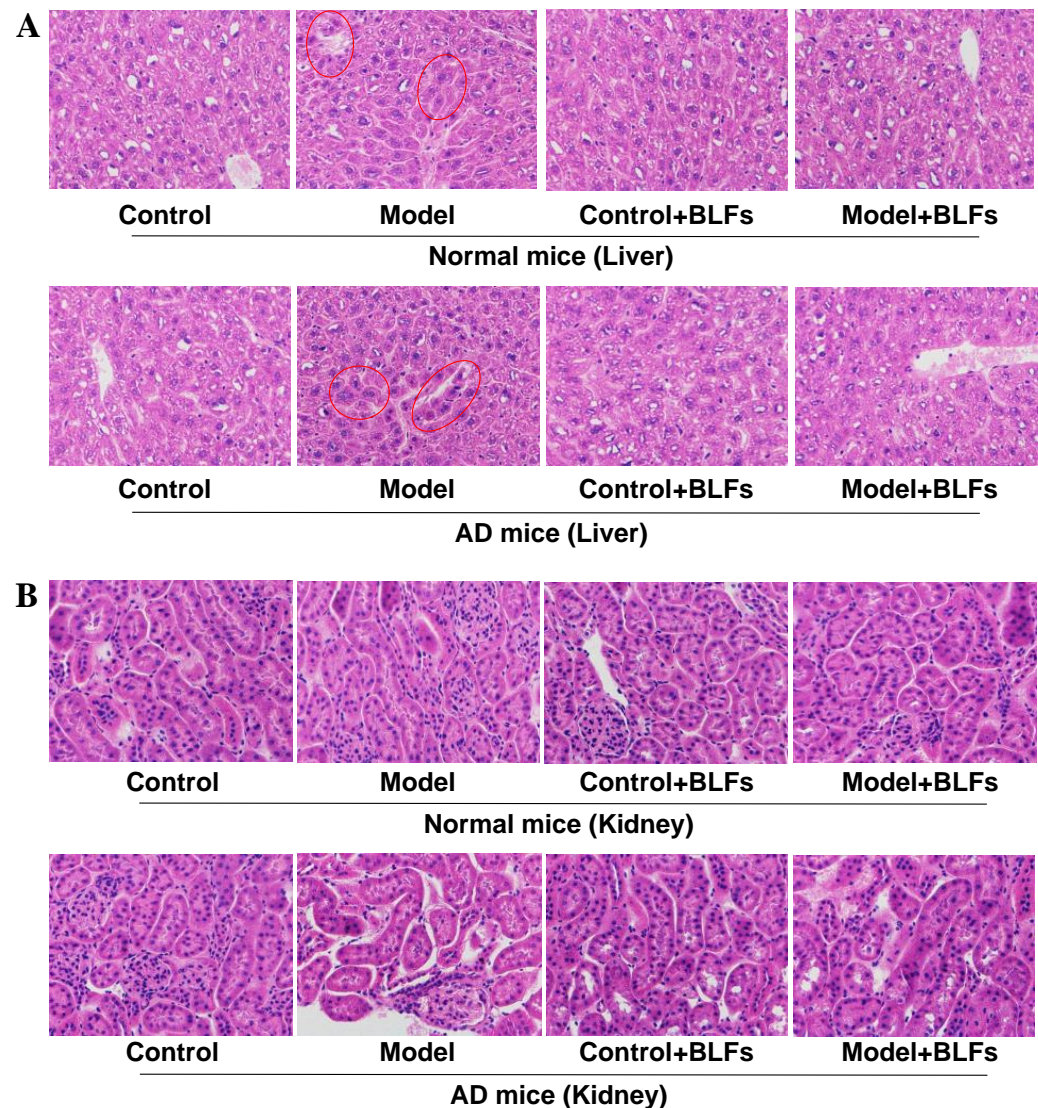 A
Control Model Control+BLFs Model+BLFs
Normal mice (Liver)
Control Model Control+BLFs Model+BLFs
AD mice (Liver)
B
Control Model Control+BLFs Model+BLFs
Normal mice (Kidney)
Control Model Control+BLFs Model+BLFs
AD mice (Kidney)